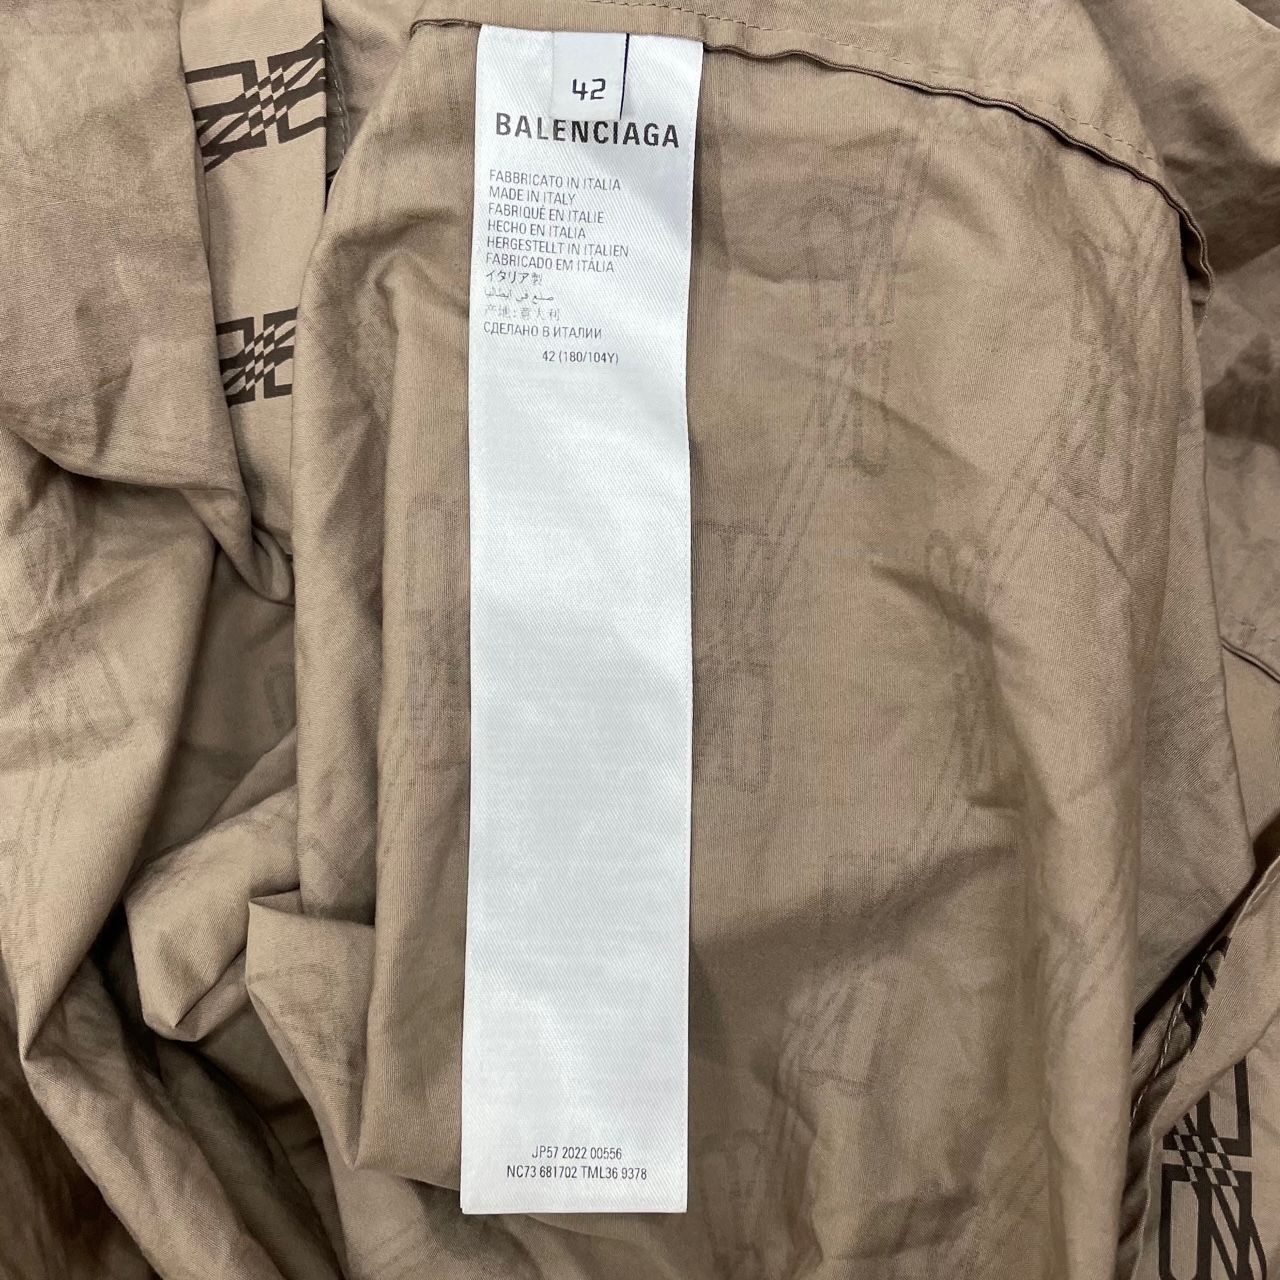 42
BALENCIAGA
FABBRICATO IN ITALIA
MADE IN ITALY
FABRIQUÉ EN ITALIE
HECHO EN ITALIA
HERGESTELLT IN ITALIEN
FABRICADO EM ITÁLIA
イタリア製
صنع في ايطاليا
产地:意大利
СДЕЛАНО В ИТАЛИИ
42 (180/104Y)
JP57 2022 00556
NC73 681702 TML36 9378